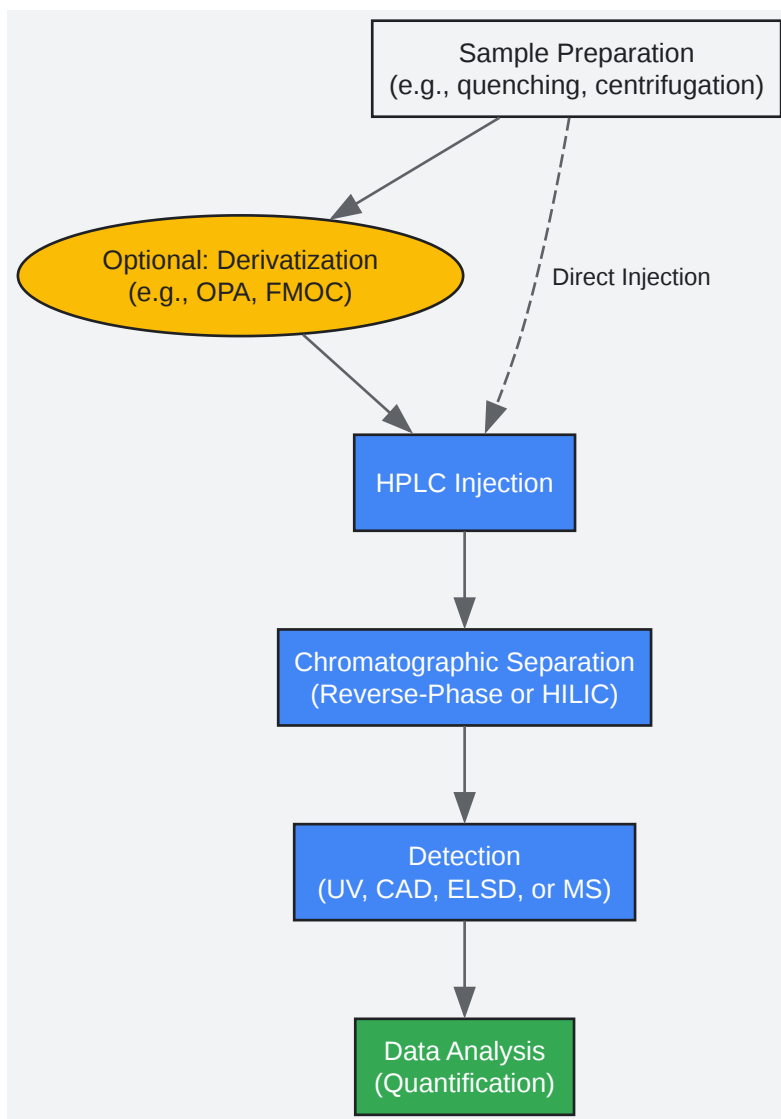 Sample Preparation
(e.g., quenching, centrifugation)
Optional: Derivatization
(e.g., OPA, FMOC)
Direct Injection
HPLC Injection
Chromatographic Separation
(Reverse-Phase or HILIC)
Detection
(UV, CAD, ELSD, or MS)
Data Analysis
(Quantification)